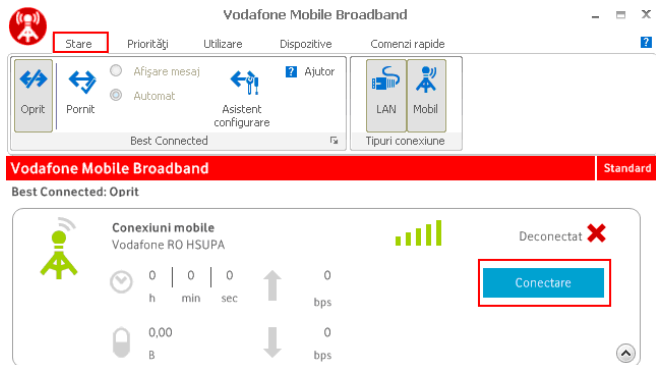 Vodafone Mobile Broadband
Stare Priorități Utilizare Dispozitive Comenzi rapide ?
Oprit Pornit Afișare mesaj Automat Asistent configurare ? Ajutor LAN Mobil
Best Connected Tipuri conexiune
Vodafone Mobile Broadband Standard
Best Connected: Oprit
Conexiuni mobile
Vodafone RO HSUPA
Deconectat
0 0 0 0
h min sec bps
Conectare
0,00 0
B bps